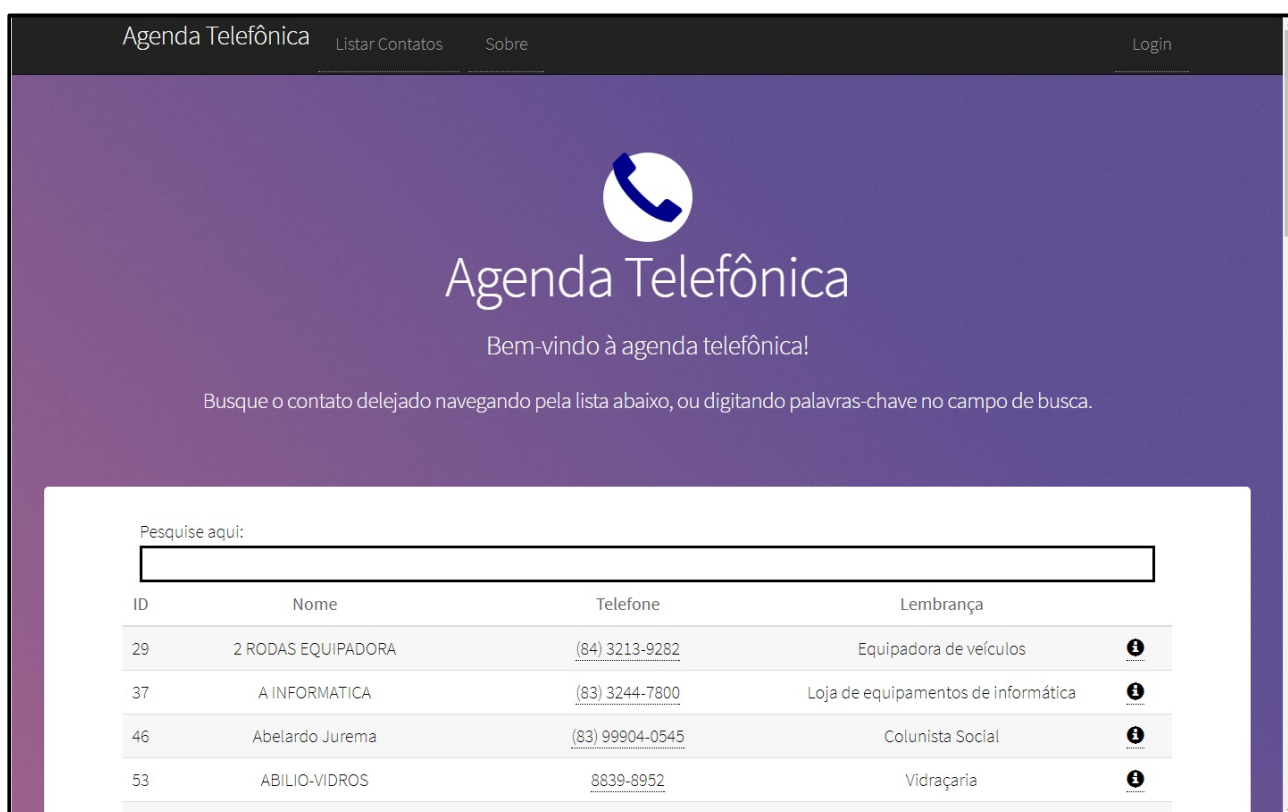 Agenda Telefônica Listar Contatos Sobre Login
Agenda Telefônica
Bem-vindo à agenda telefônica!
Busque o contato delejado navegando pela lista abaixo, ou digitando palavras-chave no campo de busca.
Pesquise aqui:
ID Nome Telefone Lembrança
29 2 RODAS EQUIPADORA (84) 3213-9282 Equipadora de veículos
37 A INFORMATICA (83) 3244-7800 Loja de equipamentos de informática
46 Abelardo Jurema (83) 99904-0545 Colunista Social
53 ABILIO-VIDROS 8839-8952 Vidraçaria